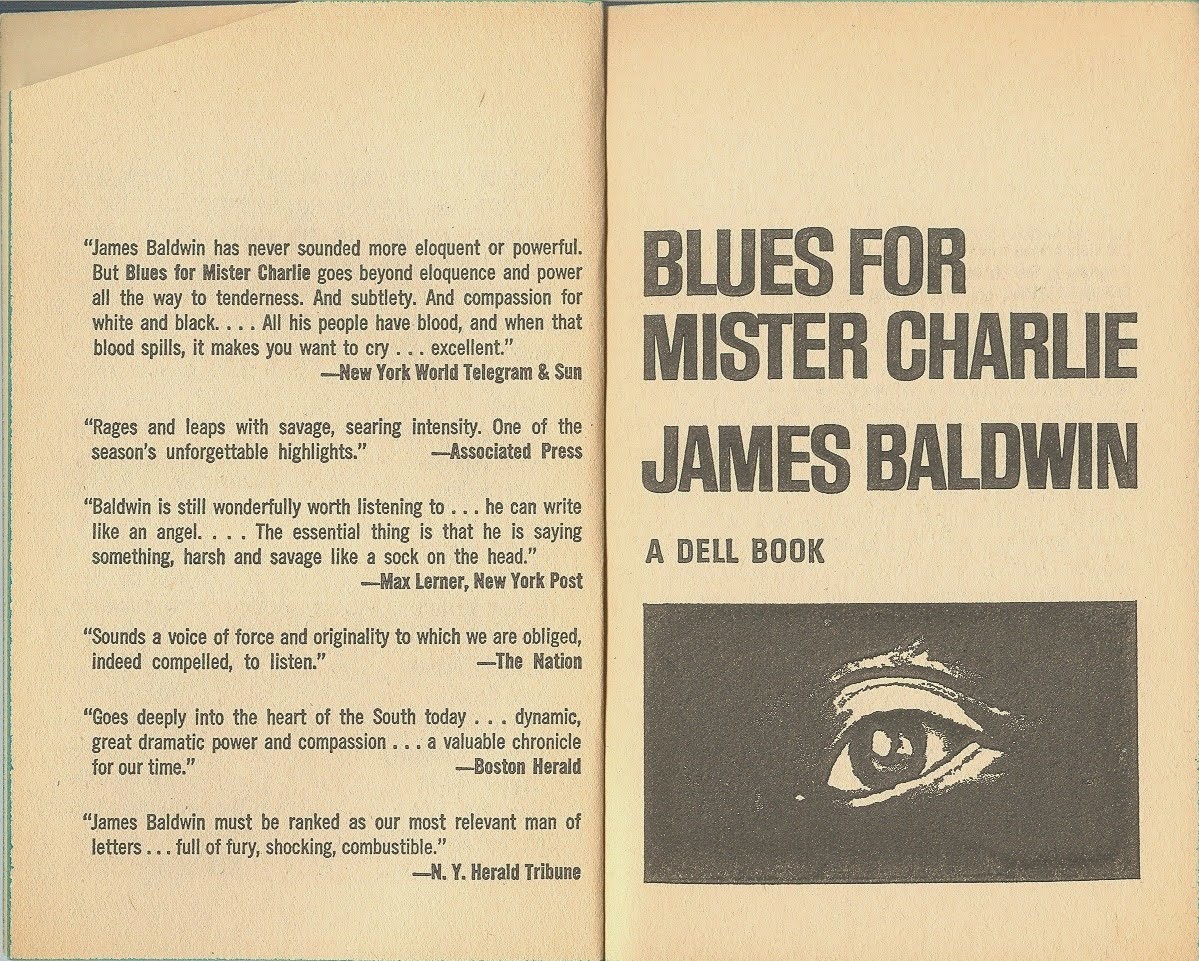 “James Baldwin has never sounded more eloquent or powerful.
But Blues for Mister Charlie goes beyond eloquence and power
all the way to tenderness. And subtlety. And compassion for
white and black. . . . All his people have blood, and when that
blood spills, it makes you want to cry . . . excellent.”
—New York World Telegram & Sun
“Rages and leaps with savage, searing intensity. One of the
season’s unforgettable highlights.” —Associated Press
“Baldwin is still wonderfully worth listening to . . . he can write
like an angel. . . . The essential thing is that he is saying
something, harsh and savage like a sock on the head.”
—Max Lerner, New York Post
“Sounds a voice of force and originality to which we are obliged,
indeed compelled, to listen.” —The Nation
“Goes deeply into the heart of the South today . . . dynamic,
great dramatic power and compassion . . . a valuable chronicle
for our time.” —Boston Herald
“James Baldwin must be ranked as our most relevant man of
letters . . . full of fury, shocking, combustible.”
—N. Y. Herald Tribune
BLUES FOR
MISTER CHARLIE
JAMES BALDWIN
A DELL BOOK